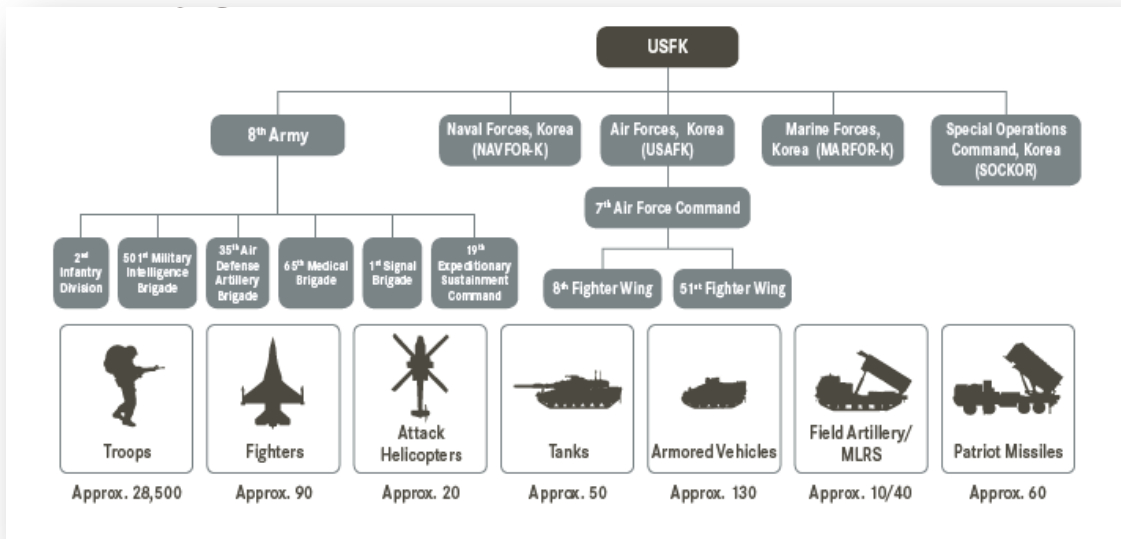 USFK
8th Army
Naval Forces, Korea
(NAVFOR-K)
Air Forces, Korea
(USAFK)
Marine Forces,
Korea (MARFOR-K)
Special Operations
Command, Korea
(SOCKOR)
7th Air Force Command
2nd
Infantry
Division
501st Military
Intelligence
Brigade
35th Air
Defense
Artillery
Brigade
65th Medical
Brigade
1st Signal
Brigade
19th
Expeditionary
Sustainment
Command
8th Fighter Wing
51st Fighter Wing
Troops
Fighters
Attack
Helicopters
Tanks
Armored Vehicles
Field Artillery/
MLRS
Patriot Missiles
Approx. 28,500
Approx. 90
Approx. 20
Approx. 50
Approx. 130
Approx. 10/40
Approx. 60